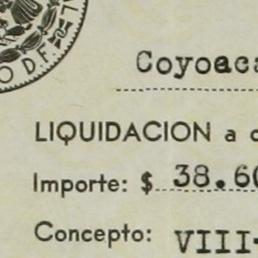 O D.F.
Coyoaca
LIQUIDACION a c
Importe: $ 38.60
Concepto: VIII-